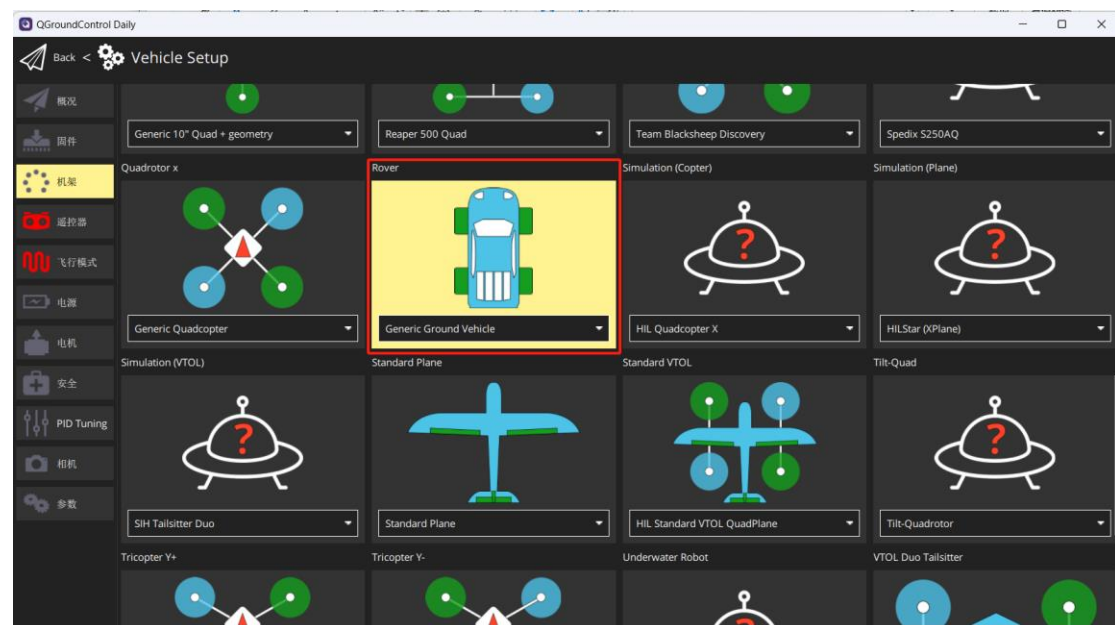 QGroundControl Daily
Back < Vehicle Setup
概况
固件
机架
遥控器
飞行模式
电源
电机
安全
PID Tuning
相机
参数
Generic 10" Quad + geometry
Reaper 500 Quad
Team Blacksheep Discovery
Spedix S250AQ
Quadrotor x
Rover
Simulation (Copter)
Simulation (Plane)
?
?
Generic Quadcopter
Generic Ground Vehicle
HIL Quadcopter X
HILStar (XPlane)
Simulation (VTOL)
Standard Plane
Standard VTOL
Tilt-Quad
?
?
SIH Tailsitter Duo
Standard Plane
HIL Standard VTOL QuadPlane
Tilt-Quadrotor
Tricopter Y+
Tricopter Y-
Underwater Robot
VTOL Duo Tailsitter